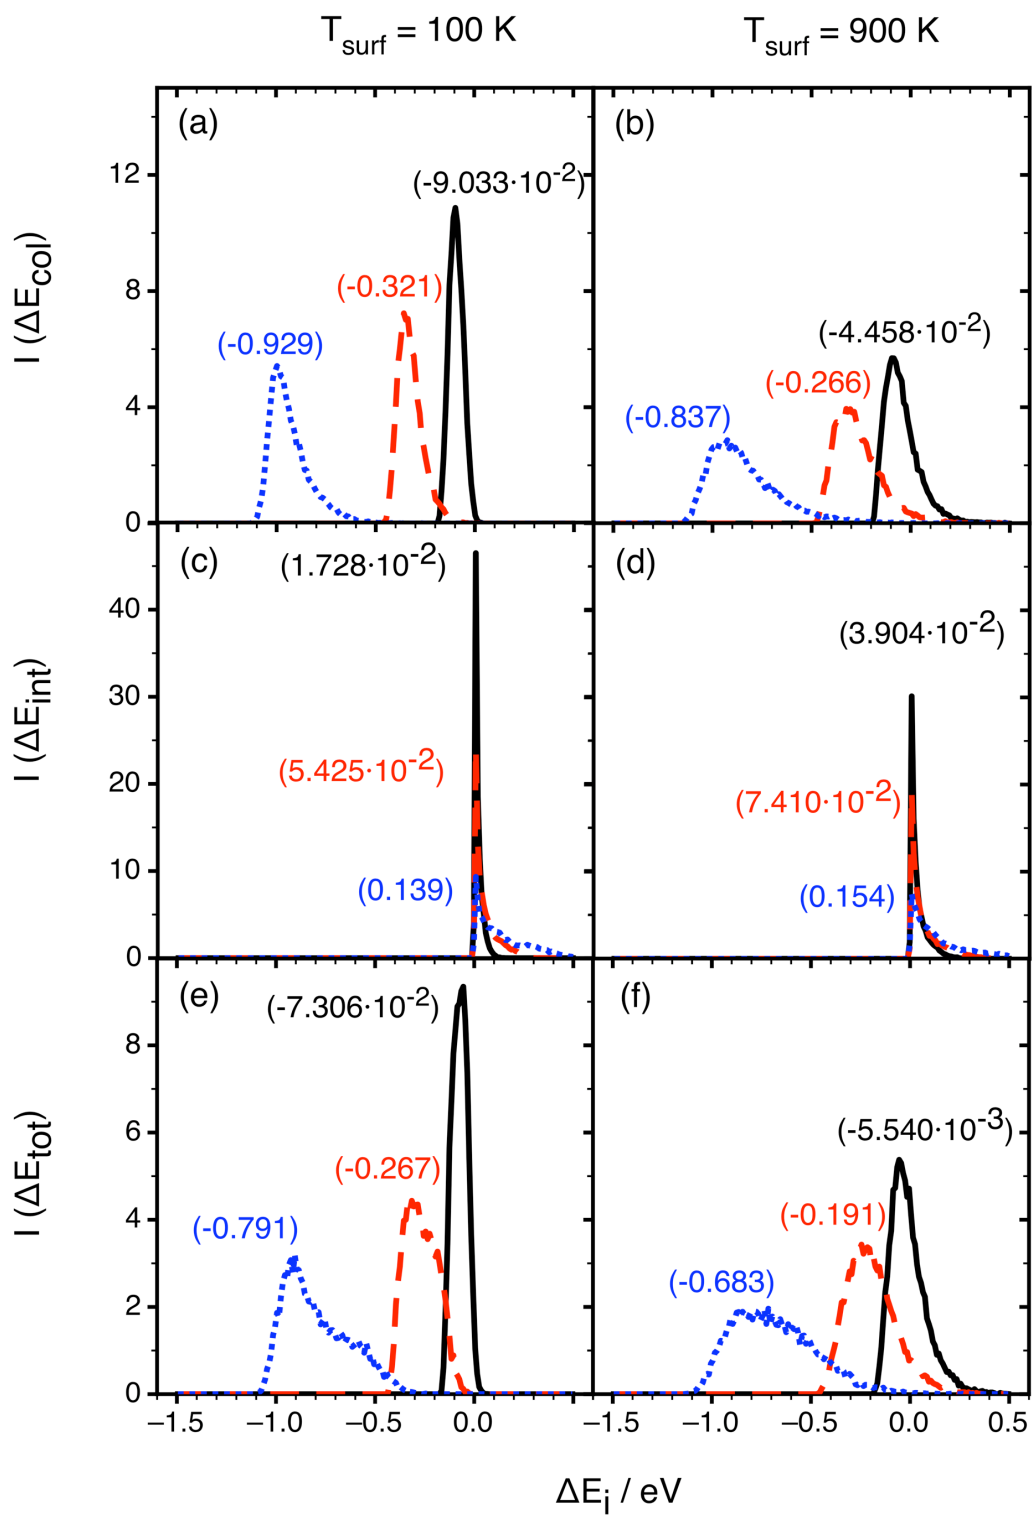 T_surf = 100 K
T_surf = 900 K
(a)
(-9.033·10^-2)
(-0.321)
(-0.929)
12
8
4
0
I (ΔE_col)
(b)
(-4.458·10^-2)
(-0.266)
(-0.837)
(c)
(1.728·10^-2)
(5.425·10^-2)
(0.139)
40
30
20
10
0
I (ΔE_int)
(d)
(3.904·10^-2)
(7.410·10^-2)
(0.154)
(e)
(-7.306·10^-2)
(-0.267)
(-0.791)
8
6
4
2
0
I (ΔE_tot)
(f)
(-5.540·10^-3)
(-0.191)
(-0.683)
−1.5 −1.0 −0.5 0.0
−1.5 −1.0 −0.5 0.0 0.5
ΔE_i / eV